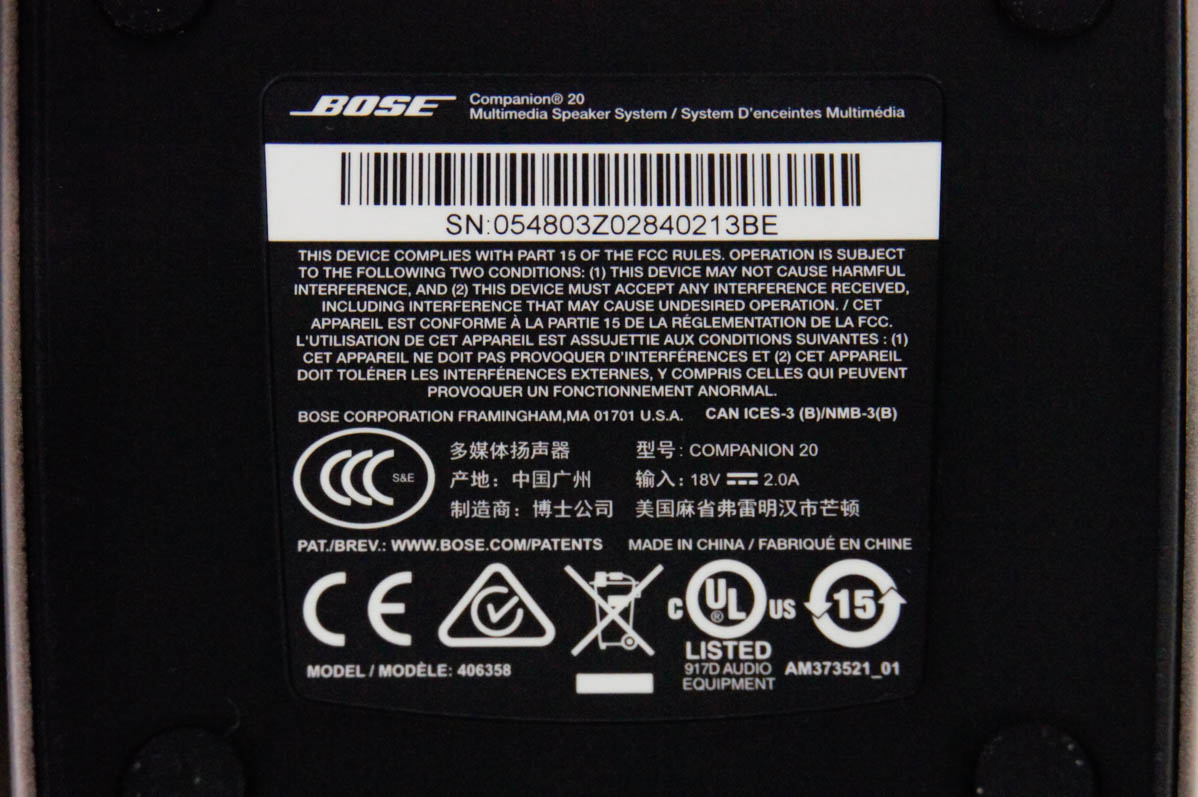 BOSE Companion® 20
Multimedia Speaker System / System D'enceintes Multimédia
SN:054803Z02840213BE
THIS DEVICE COMPLIES WITH PART 15 OF THE FCC RULES. OPERATION IS SUBJECT
TO THE FOLLOWING TWO CONDITIONS: (1) THIS DEVICE MAY NOT CAUSE HARMFUL
INTERFERENCE, AND (2) THIS DEVICE MUST ACCEPT ANY INTERFERENCE RECEIVED,
INCLUDING INTERFERENCE THAT MAY CAUSE UNDESIRED OPERATION. / CET
APPAREIL EST CONFORME À LA PARTIE 15 DE LA RÉGLEMENTATION DE LA FCC.
L'UTILISATION DE CET APPAREIL EST ASSUJETTIE AUX CONDITIONS SUIVANTES : (1)
CET APPAREIL NE DOIT PAS PROVOQUER D'INTERFÉRENCES ET (2) CET APPAREIL
DOIT TOLÉRER LES INTERFÉRENCES EXTERNES, Y COMPRIS CELLES QUI PEUVENT
PROVOQUER UN FONCTIONNEMENT ANORMAL.
BOSE CORPORATION FRAMINGHAM,MA 01701 U.S.A. CAN ICES-3 (B)/NMB-3(B)
CCC S&E
多媒体扬声器 型号: COMPANION 20
产地: 中国广州 输入: 18V 2.0A
制造商: 博士公司 美国麻省弗雷明汉市芒顿
PAT./BREV.: WWW.BOSE.COM/PATENTS MADE IN CHINA / FABRIQUÉ EN CHINE
CE C UL® US 15
LISTED
MODEL / MODÈLE: 406358 917D AUDIO AM373521_01
EQUIPMENT